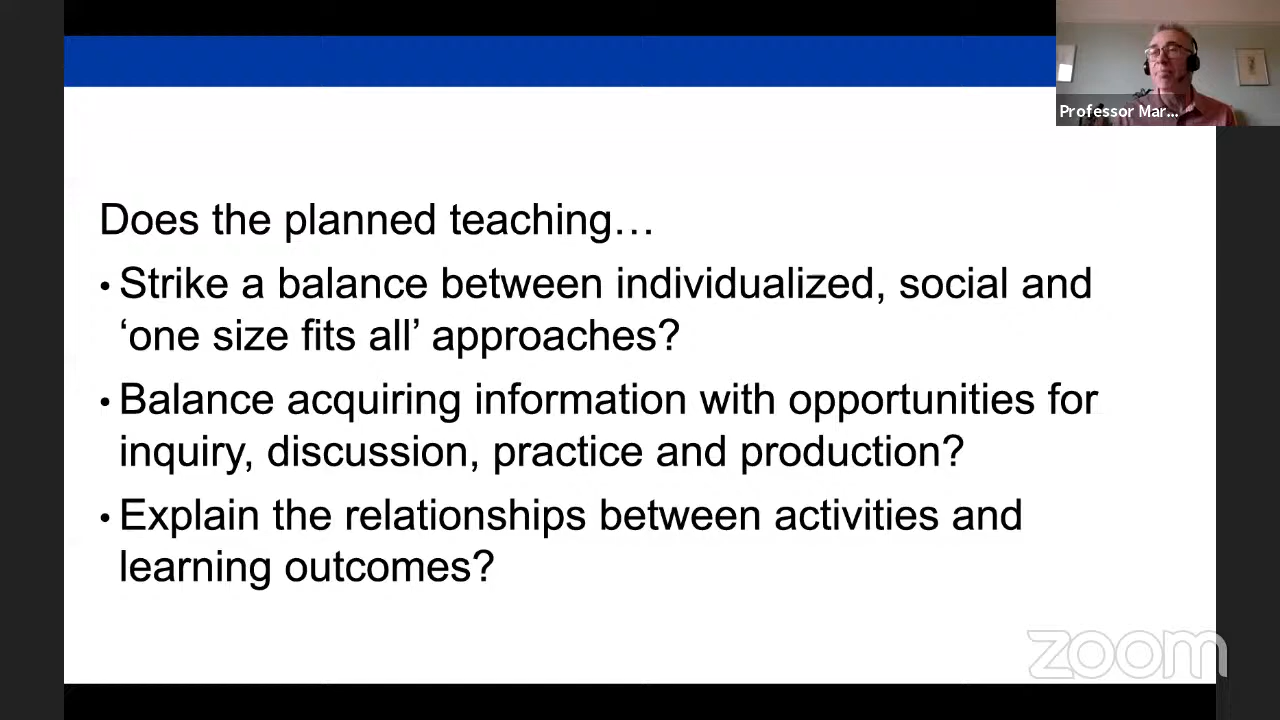 Professor Mar...
Does the planned teaching…
• Strike a balance between individualized, social and
‘one size fits all’ approaches?
• Balance acquiring information with opportunities for
inquiry, discussion, practice and production?
• Explain the relationships between activities and
learning outcomes?
zoom